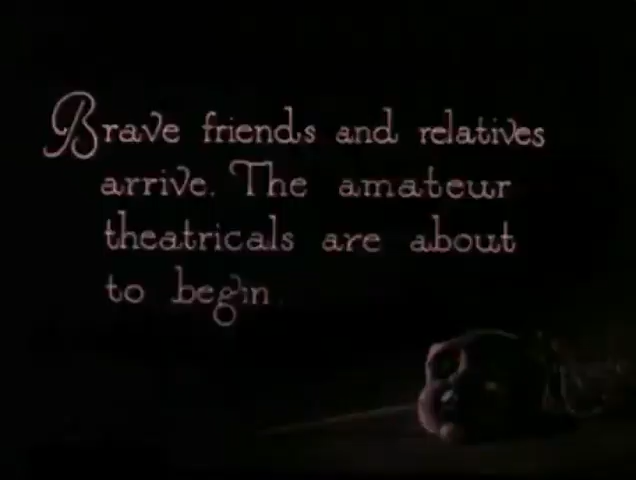 Brave friends and relatives
arrive. The amateur
theatricals are about
to begin.